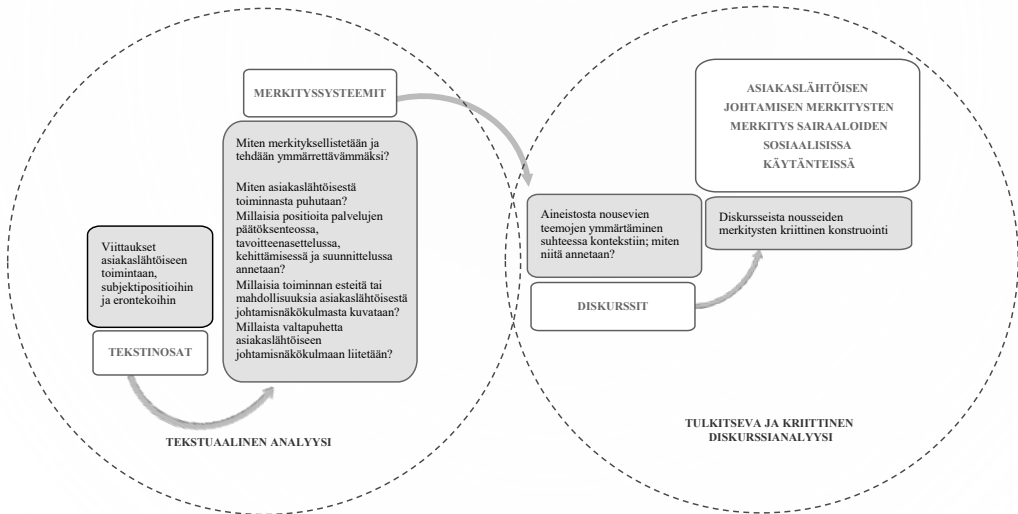 Viittaukset
asiakaslähtöiseen
toimintaan,
subjektipositioihin
ja erontekoihin
TEKSTINOSAT
MERKITYSSYSTEEMIT
Miten merkityksellistetään ja
tehdään ymmärrettävämmäksi?
Miten asiakaslähtöisestä
toiminnasta puhutaan?
Millaisia positioita palvelujen
päätöksenteossa,
tavoitteenasettelussa,
kehittämisessä ja suunnittelussa
annetaan?
Millaisia toiminnan esteitä tai
mahdollisuuksia asiakaslähtöisestä
johtamisnäkökulmasta kuvataan?
Millaista valtapuhetta
asiakaslähtöiseen
johtamisnäkökulmaan liitetään?
TEKSTUAALINEN ANALYYSI
Aineistosta nousevien
teemojen ymmärtäminen
suhteessa kontekstiin; miten
niitä annetaan?
DISKURSSIT
ASIAKASLÄHTÖISEN
JOHTAMISEN MERKITYSTEN
MERKITYS SAIRAALOIDEN
SOSIAALISISSA
KÄYTÄNTEISSÄ
Diskursseista nousseiden
merkitysten kriittinen konstruointi
TULKITSEVA JA KRIITTINEN
DISKURSSIANALYYSI